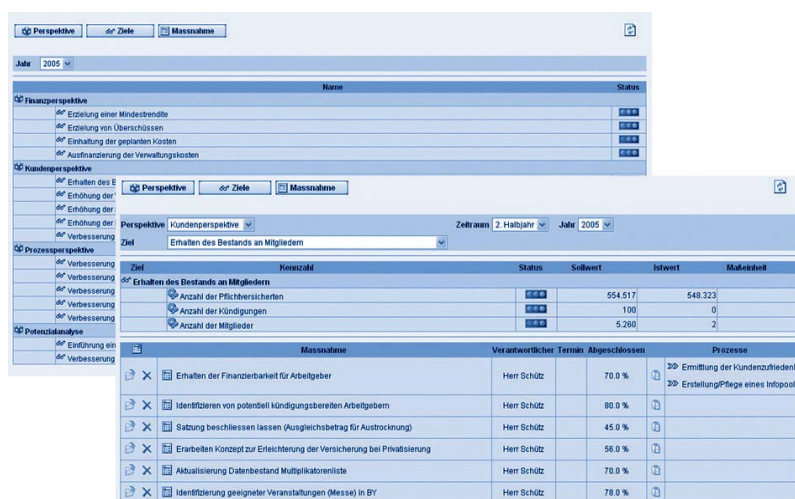 Perspektive Ziele Massnahme
Jahr 2005
Name Status
Finanzperspektive
Erzielung einer Mindestrendite
Erzielung von Überschüssen
Einhaltung der geplanten Kosten
Ausfinanzierung der Verwaltungskosten
Kundenperspektive
Erhalten des B
Erhöhung der
Erhöhung der
Erhöhung der
Verbesserung
Prozessperspektive
Verbesserung
Verbesserung
Verbesserung
Verbesserung
Verbesserung
Potenzialanalyse
Einführung ein
Verbesserung
Perspektive Ziele Massnahme
Perspektive Kundenperspektive Zeitraum 2. Halbjahr Jahr 2005
Ziel Erhalten des Bestands an Mitgliedern
Ziel Kennzahl Status Sollwert Istwert Maßeinheit
Erhalten des Bestands an Mitgliedern
Anzahl der Pflichtversicherten 554.517 548.323
Anzahl der Kündigungen 100 0
Anzahl der Mitglieder 5.260 2
Massnahme Verantwortlicher Termin Abgeschlossen Prozesse
Erhalten der Finanzierbarkeit für Arbeitgeber Herr Schütz 70.0 % Ermittlung der Kundenzufrieden
Erstellung/Pflege eines Infopool
Identifizieren von potentiell kündigungsbereiten Arbeitgebern Herr Schütz 80.0 %
Satzung beschliessen lassen (Ausgleichsbetrag für Austrocknung) Herr Schütz 45.0 %
Erarbeiten Konzept zur Erleichterung der Versicherung bei Privatisierung Herr Schütz 56.0 %
Aktualisierung Datenbestand Multiplikatorenliste Herr Schütz 70.0 %
Identifizierung geeigneter Veranstaltungen (Messe) in BY Herr Schütz 78.0 %